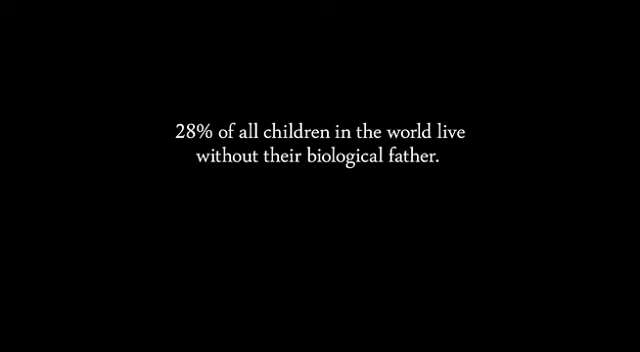 28% of all children in the world live
without their biological father.